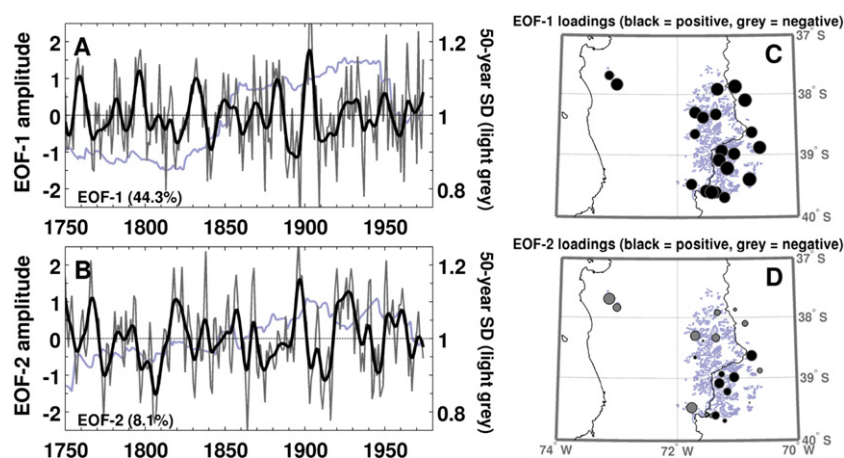 EOF-1 loadings (black = positive, grey = negative)
A
EOF-1 amplitude
2
1
0
-1
-2
1.2
1
0.8
50-year SD (light grey)
EOF-1 (44.3%)
1750 1800 1850 1900 1950
C
37° S
38° S
39° S
40° S
EOF-2 loadings (black = positive, grey = negative)
B
EOF-2 amplitude
2
1
0
-1
-2
1.2
1
0.8
50-year SD (light grey)
EOF-2 (8.1%)
1750 1800 1850 1900 1950
D
37° S
38° S
39° S
40° S
74° W 72° W 70° W